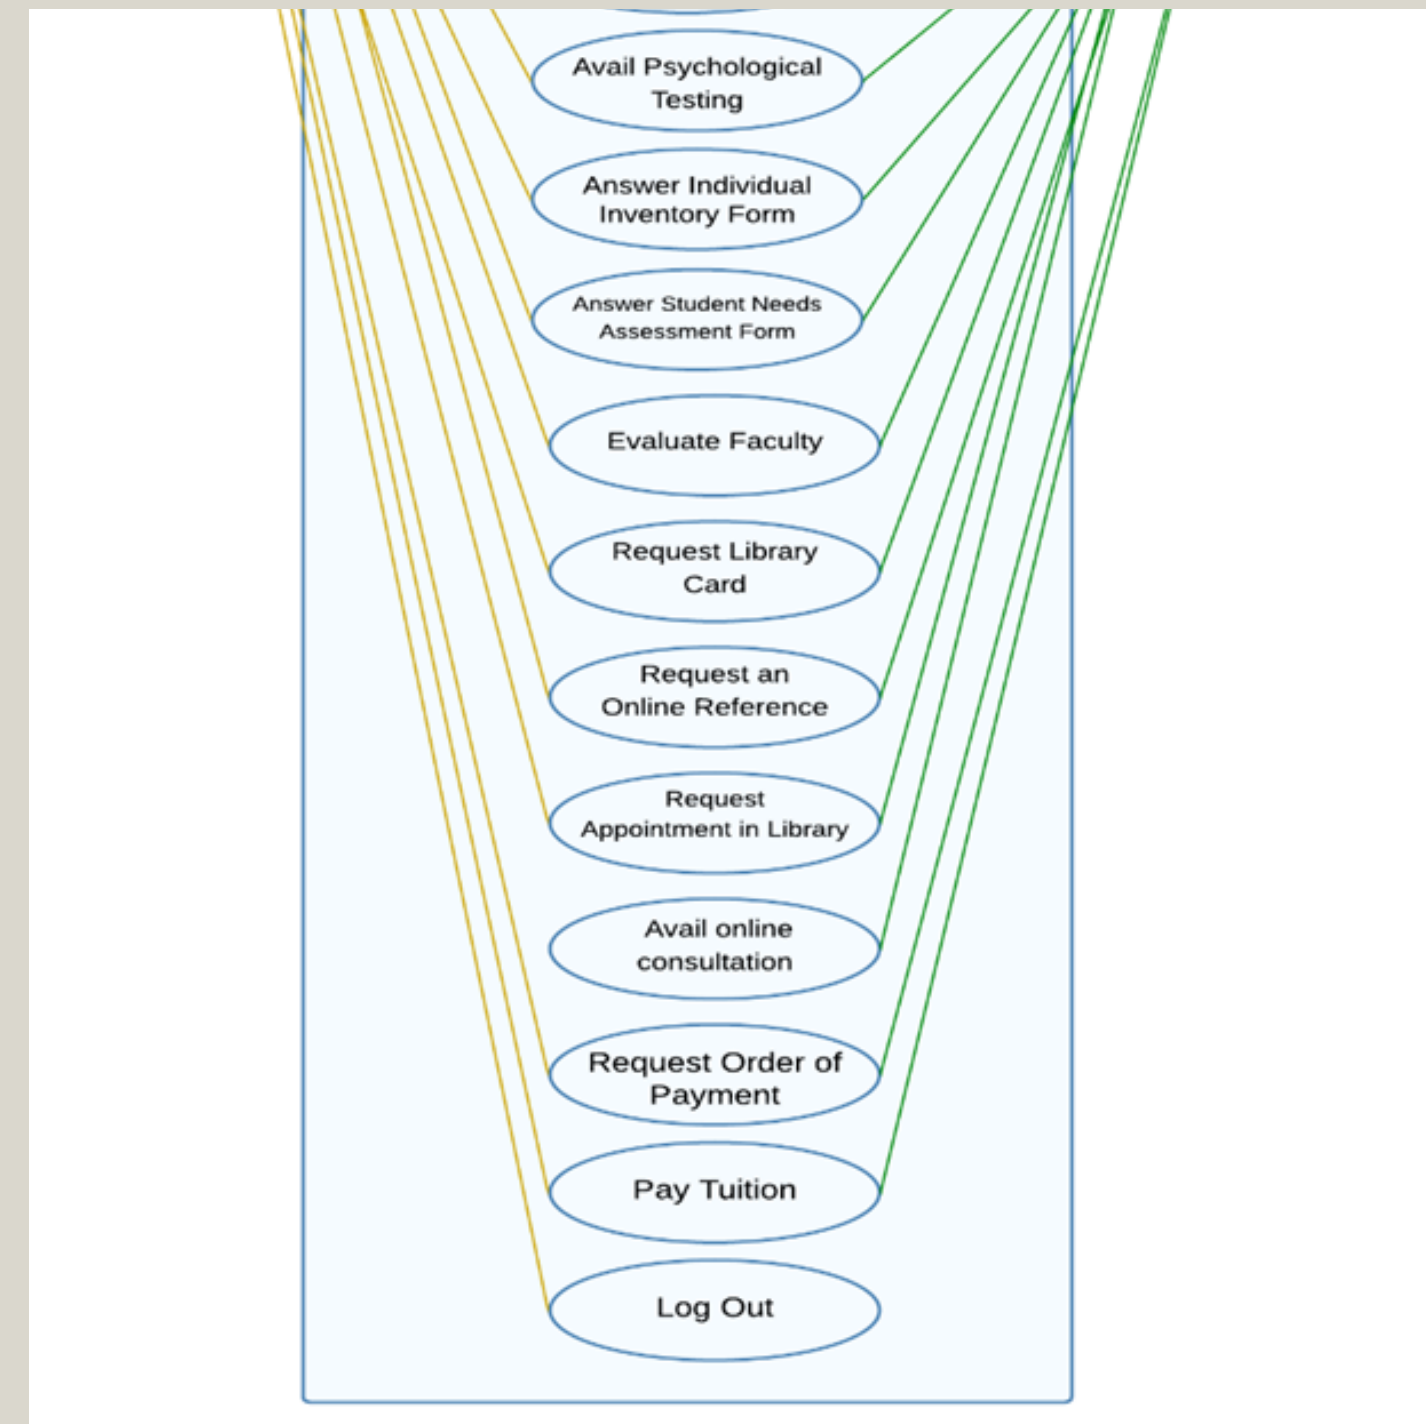 Avail Psychological
Testing
Answer Individual
Inventory Form
Answer Student Needs
Assessment Form
Evaluate Faculty
Request Library
Card
Request an
Online Reference
Request
Appointment in Library
Avail online
consultation
Request Order of
Payment
Pay Tuition
Log Out